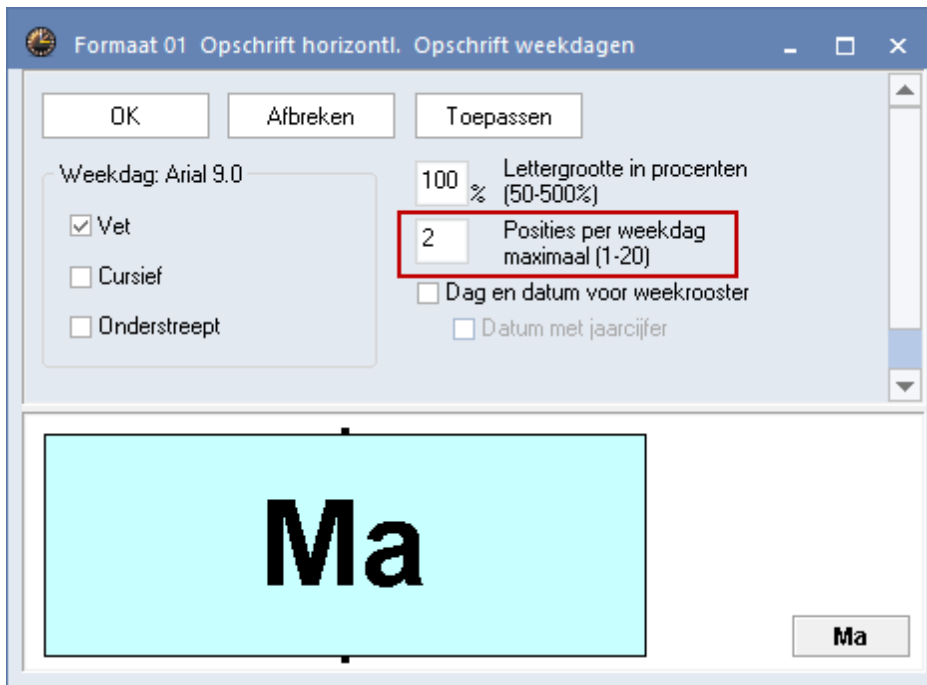 Formaat 01 Opschrift horizontl. Opschrift weekdagen
OK Afbreken Toepassen
Weekdag: Arial 9.0
Vet
Cursief
Onderstreept
100 % Lettergrootte in procenten
(50-500%)
2 Posities per weekdag
maximaal (1-20)
Dag en datum voor weekrooster
Datum met jaarcijfer
Ma
Ma